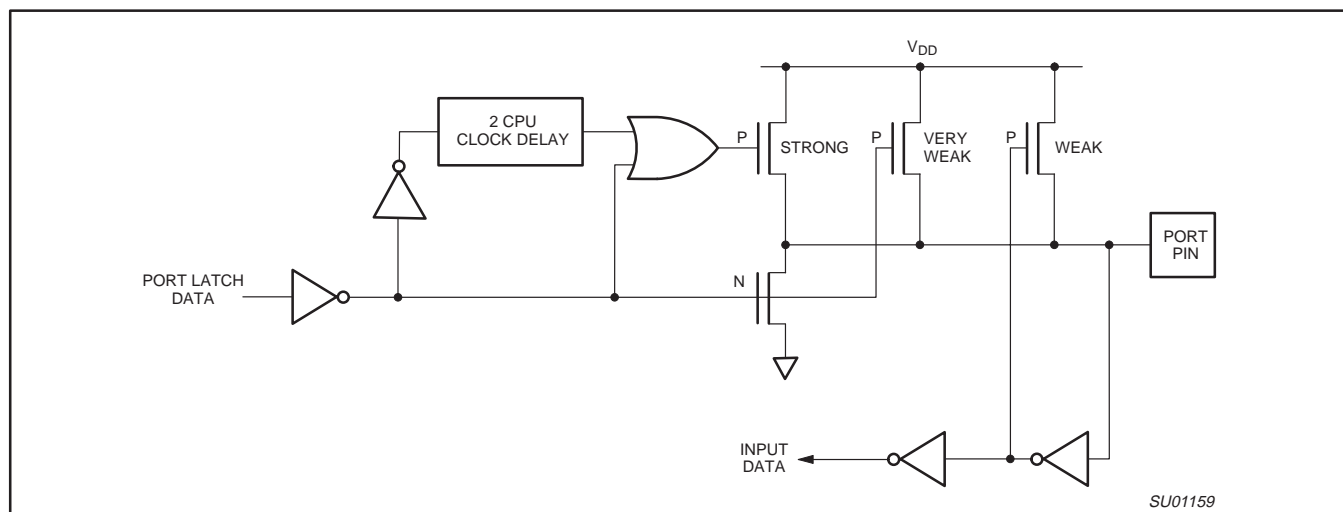 VDD
2 CPU
CLOCK DELAY
P
STRONG
P
VERY
WEAK
P
WEAK
PORT
PIN
PORT LATCH
DATA
N
INPUT
DATA
SU01159